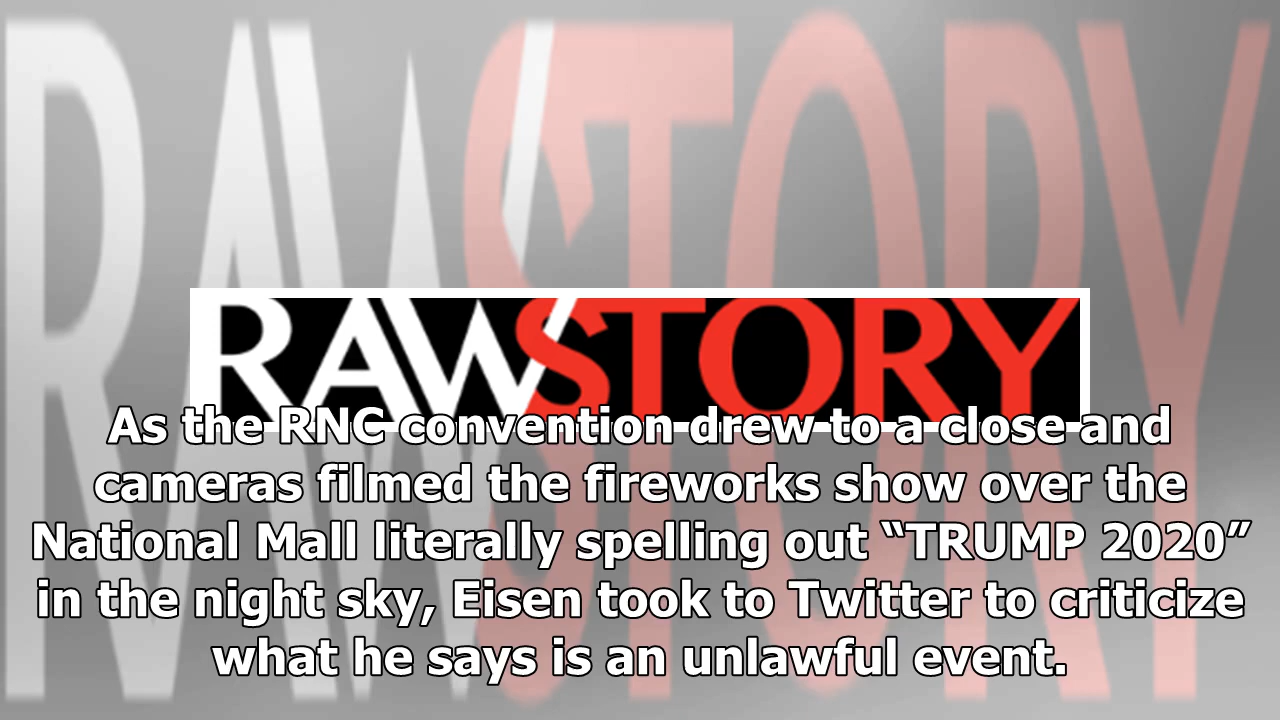 RAWSTORY
RAWSTORY
As the RNC convention drew to a close and
cameras filmed the fireworks show over the
National Mall literally spelling out “TRUMP 2020”
in the night sky, Eisen took to Twitter to criticize
what he says is an unlawful event.